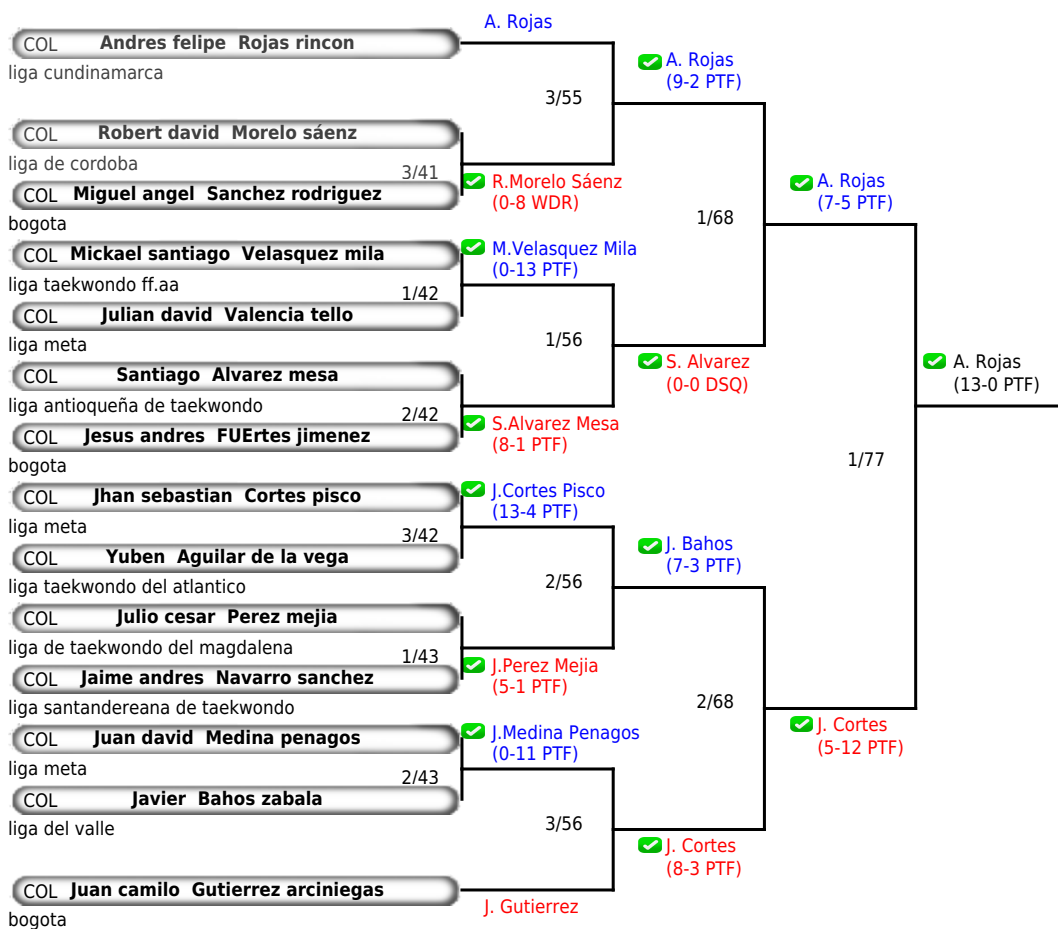 A. Rojas
COL Andres felipe Rojas rincon
liga cundinamarca
A. Rojas
(9-2 PTF)
3/55
COL Robert david Morelo sáenz
liga de cordoba
3/41
R.Morelo Sáenz
(0-8 WDR)
COL Miguel angel Sanchez rodriguez
bogota
A. Rojas
(7-5 PTF)
1/68
COL Mickael santiago Velasquez mila
liga taekwondo ff.aa
M.Velasquez Mila
(0-13 PTF)
1/42
COL Julian david Valencia tello
liga meta
1/56
S. Alvarez
(0-0 DSQ)
A. Rojas
(13-0 PTF)
COL Santiago Alvarez mesa
liga antioqueña de taekwondo
2/42
S.Alvarez Mesa
(8-1 PTF)
COL Jesus andres FUErtes jimenez
bogota
1/77
COL Jhan sebastian Cortes pisco
liga meta
J.Cortes Pisco
(13-4 PTF)
3/42
COL Yuben Aguilar de la vega
liga taekwondo del atlantico
J. Bahos
(7-3 PTF)
2/56
COL Julio cesar Perez mejia
liga de taekwondo del magdalena
1/43
J.Perez Mejia
(5-1 PTF)
COL Jaime andres Navarro sanchez
liga santandereana de taekwondo
2/68
J. Cortes
(5-12 PTF)
COL Juan david Medina penagos
liga meta
J.Medina Penagos
(0-11 PTF)
2/43
COL Javier Bahos zabala
liga del valle
3/56
J. Cortes
(8-3 PTF)
COL Juan camilo Gutierrez arciniegas
bogota
J. Gutierrez